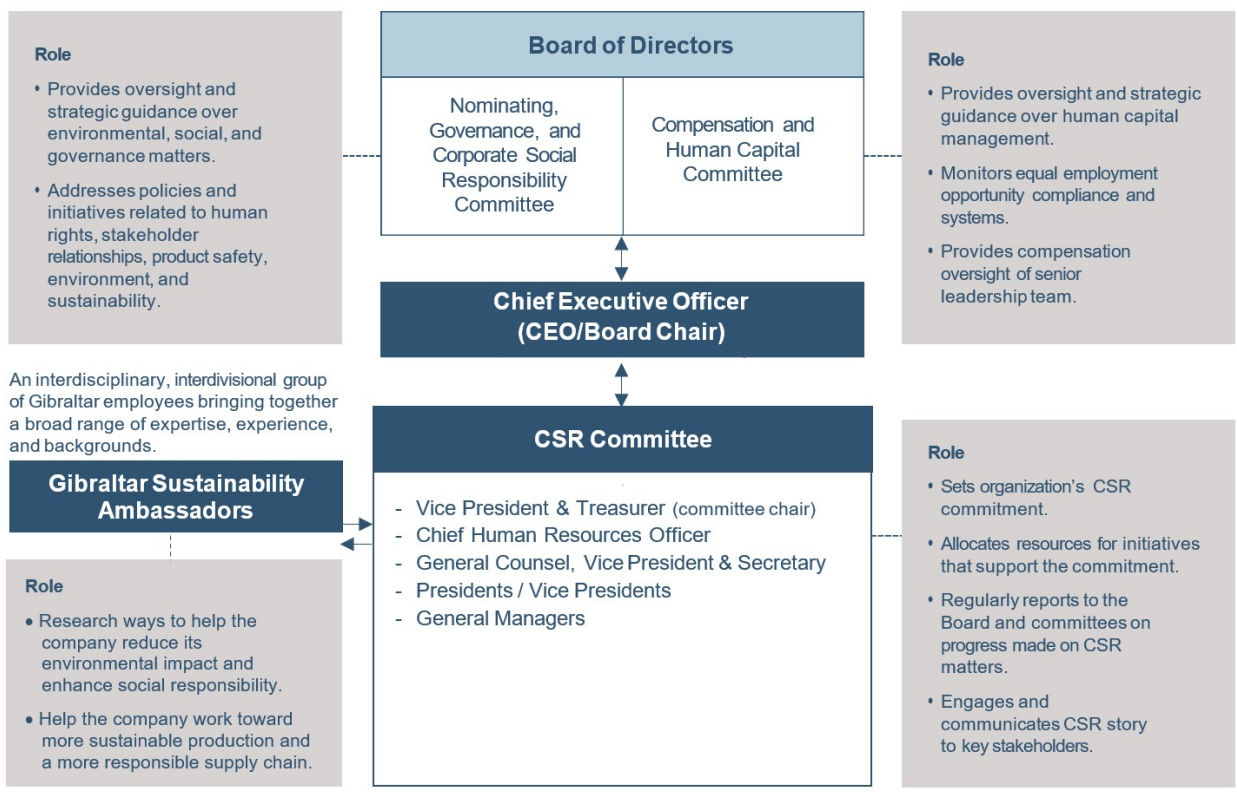 Role
• Provides oversight and
strategic guidance over
environmental, social, and
governance matters.
• Addresses policies and
initiatives related to human
rights, stakeholder
relationships, product safety,
environment, and
sustainability.
Board of Directors
Nominating,
Governance, and
Corporate Social
Responsibility
Committee
Compensation and
Human Capital
Committee
Role
• Provides oversight and strategic
guidance over human capital
management.
• Monitors equal employment
opportunity compliance and
systems.
• Provides compensation
oversight of senior
leadership team.
Chief Executive Officer
(CEO/Board Chair)
An interdisciplinary, interdivisional group
of Gibraltar employees bringing together
a broad range of expertise, experience,
and backgrounds.
Gibraltar Sustainability
Ambassadors
Role
• Research ways to help the
company reduce its
environmental impact and
enhance social responsibility.
• Help the company work toward
more sustainable production and
a more responsible supply chain.
CSR Committee
- Vice President & Treasurer (committee chair)
- Chief Human Resources Officer
- General Counsel, Vice President & Secretary
- Presidents / Vice Presidents
- General Managers
Role
• Sets organization's CSR
commitment.
• Allocates resources for initiatives
that support the commitment.
• Regularly reports to the
Board and committees on
progress made on CSR
matters.
• Engages and
communicates CSR story
to key stakeholders.